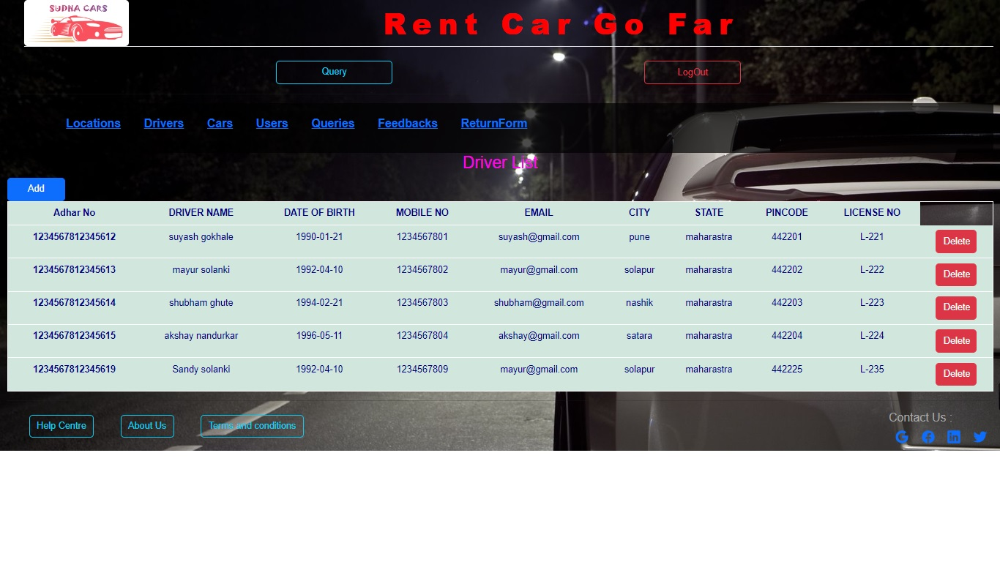 SUDHA CARS
Rent Car Go Far
Query LogOut
Locations Drivers Cars Users Queries Feedbacks ReturnForm
Driver List
Add
Adhar No DRIVER NAME DATE OF BIRTH MOBILE NO EMAIL CITY STATE PINCODE LICENSE NO
1234567812345612 suyash gokhale 1990-01-21 1234567801 suyash@gmail.com pune maharastra 442201 L-221 Delete
1234567812345613 mayur solanki 1992-04-10 1234567802 mayur@gmail.com solapur maharastra 442202 L-222 Delete
1234567812345614 shubham ghute 1994-02-21 1234567803 shubham@gmail.com nashik maharastra 442203 L-223 Delete
1234567812345615 akshay nandurkar 1996-05-11 1234567804 akshay@gmail.com satara maharastra 442204 L-224 Delete
1234567812345619 Sandy solanki 1992-04-10 1234567809 mayur@gmail.com solapur maharastra 442225 L-235 Delete
Help Centre About Us Terms and conditions Contact Us :